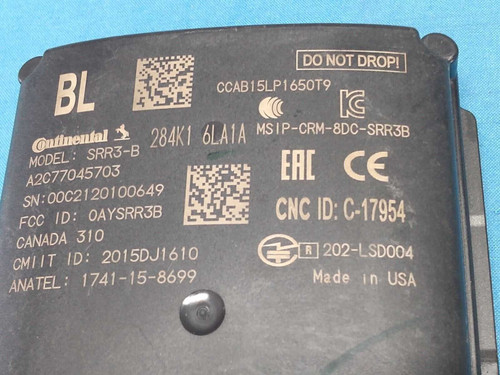 DO NOT DROP!
BL
CCAB15LP1650T9
Continental
284K1 6LA1A
MSIP-CRM-8DC-SRR3B
MODEL: SRR3-B
A2C77045703
SN:00C2120100649
FCC ID: OAYSRR3B
CANADA 310
CMIIT ID: 2015DJ1610
ANATEL: 1741-15-8699
EAC CE
CNC ID: C-17954
R 202-LSD004
Made in USA